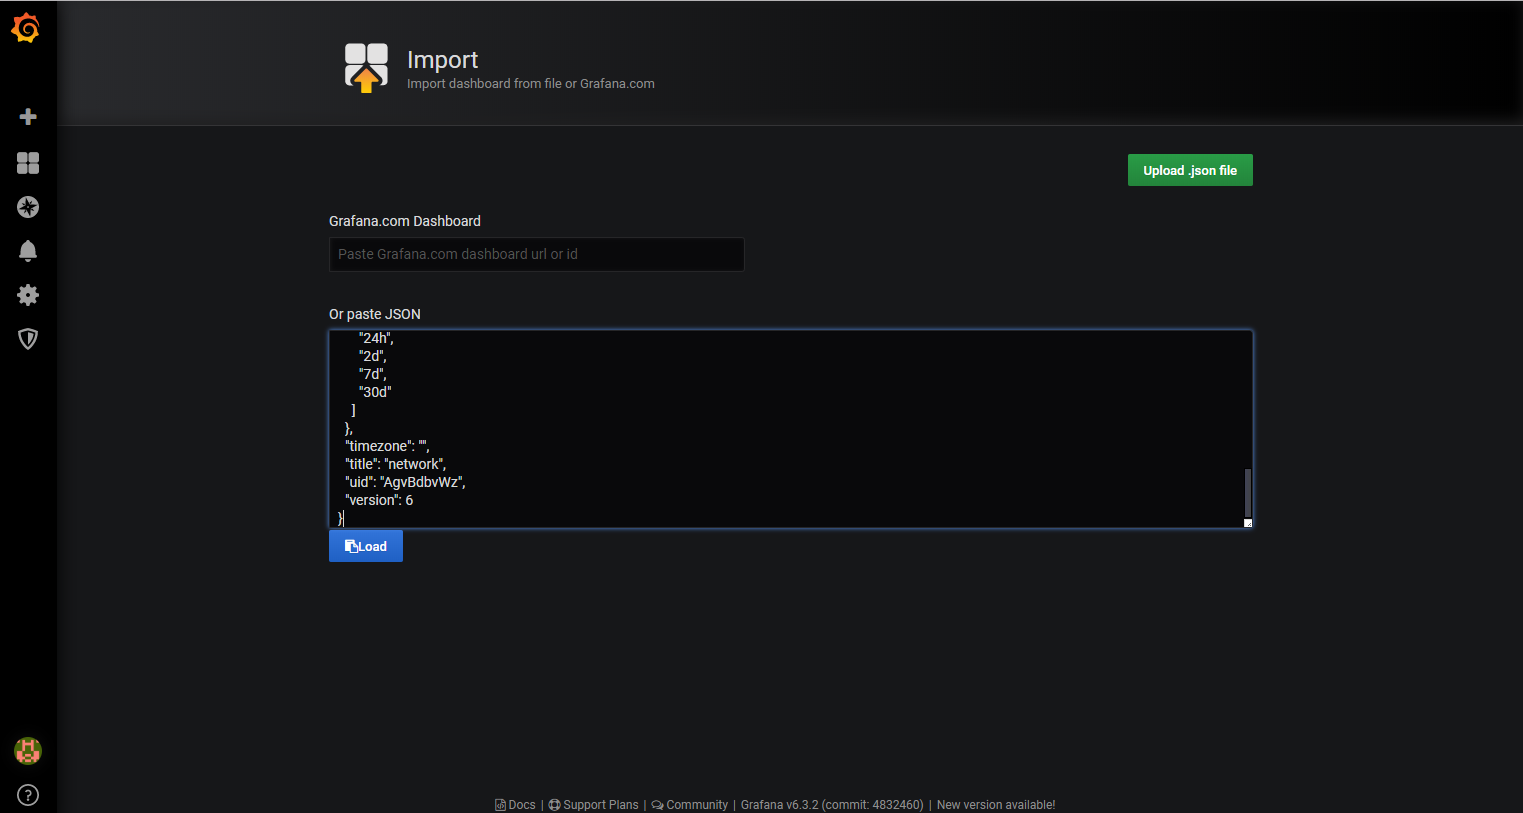 Import
Import dashboard from file or Grafana.com
Upload .json file
Grafana.com Dashboard
Paste Grafana.com dashboard url or id
Or paste JSON
"24h",
"2d",
"7d",
"30d"
]
},
"timezone": "",
"title": "network",
"uid": "AgvBdbvWz",
"version": 6
}
Load
Docs | Support Plans | Community | Grafana v6.3.2 (commit: 4832460) | New version available!